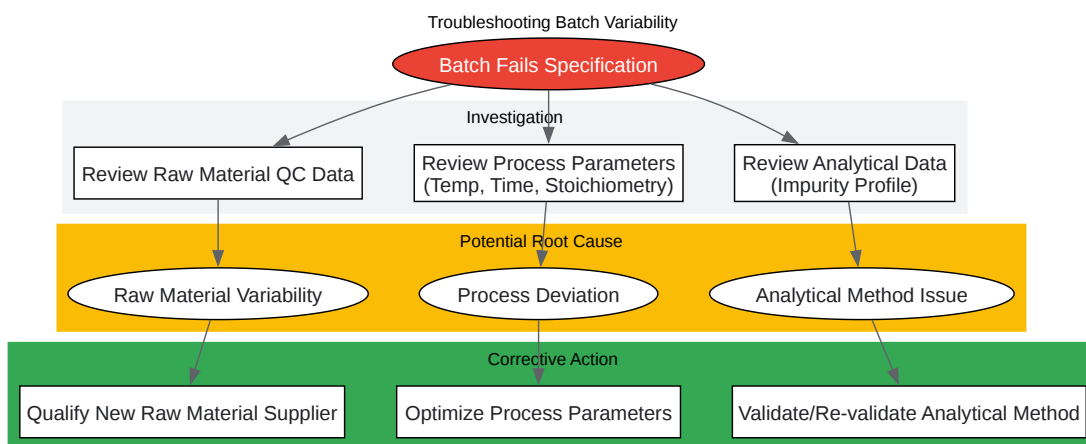 Troubleshooting Batch Variability
Batch Fails Specification
Investigation
Review Raw Material QC Data
Review Process Parameters
(Temp, Time, Stoichiometry)
Review Analytical Data
(Impurity Profile)
Potential Root Cause
Raw Material Variability
Process Deviation
Analytical Method Issue
Corrective Action
Qualify New Raw Material Supplier
Optimize Process Parameters
Validate/Re-validate Analytical Method